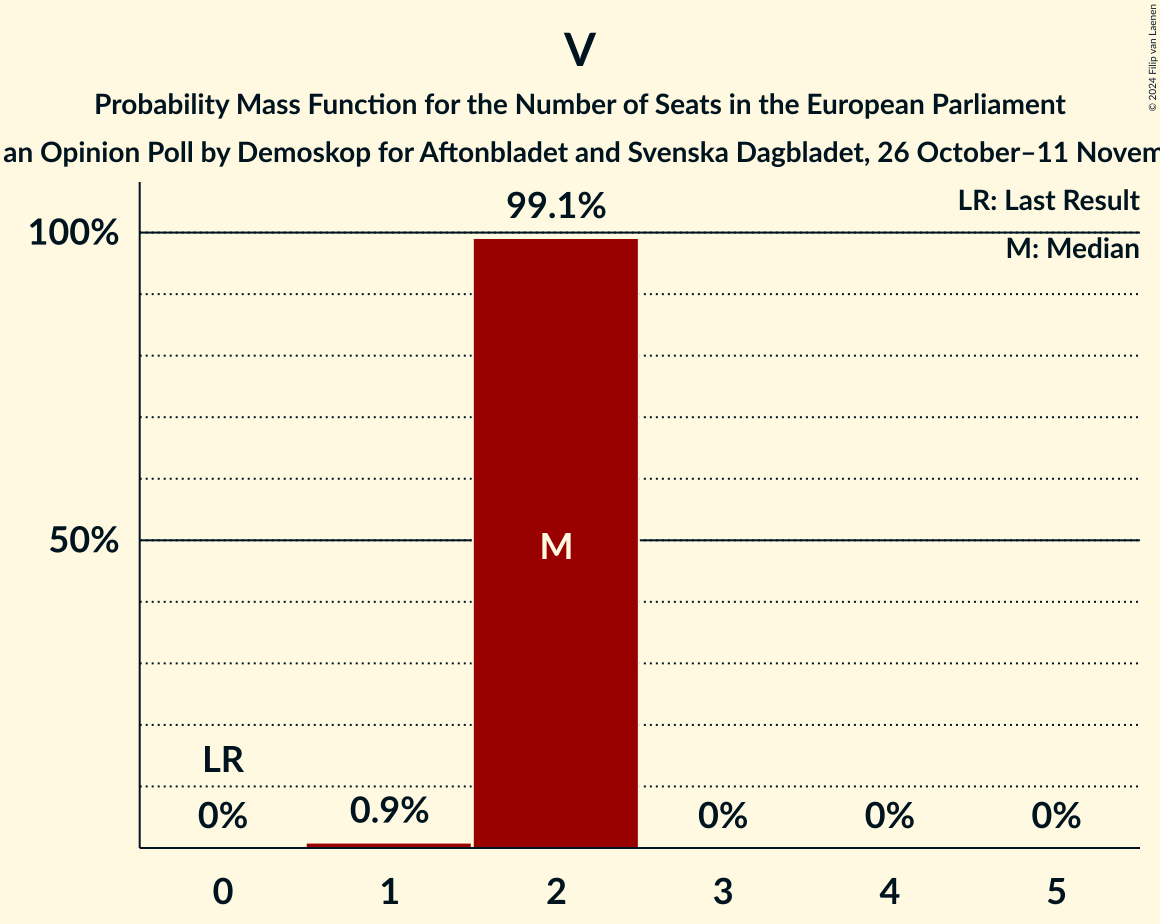 V
Probability Mass Function for the Number of Seats in the European Parliament
an Opinion Poll by Demoskop for Aftonbladet and Svenska Dagbladet, 26 October–11
© 2024 Filip van Laenen
LR: Last Result
M: Median
100%
50%
99.1%
M
LR
0%
0.9%
0%
0%
0%
0
1
2
3
4
5